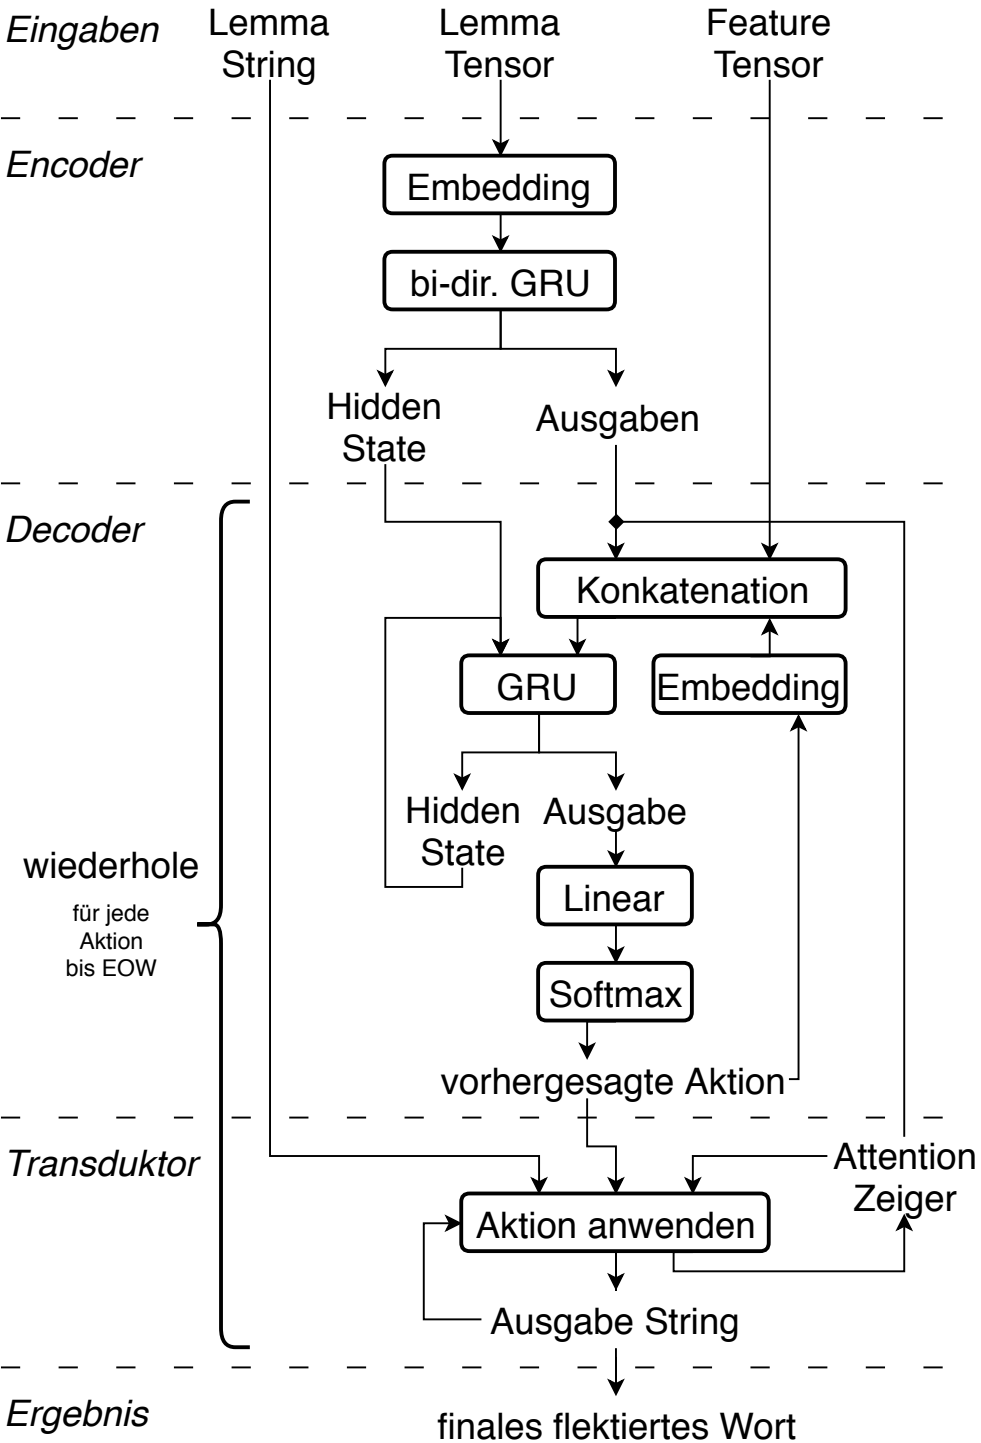 Eingaben
Lemma
String
Lemma
Tensor
Feature
Tensor
Encoder
Embedding
bi-dir. GRU
Hidden
State
Ausgaben
Decoder
Konkatenation
GRU
Embedding
Hidden
State
Ausgabe
wiederhole
für jede
Aktion
bis EOW
Linear
Softmax
vorhergesagte Aktion
Transduktor
Attention
Zeiger
Aktion anwenden
Ausgabe String
Ergebnis
finales flektiertes Wort